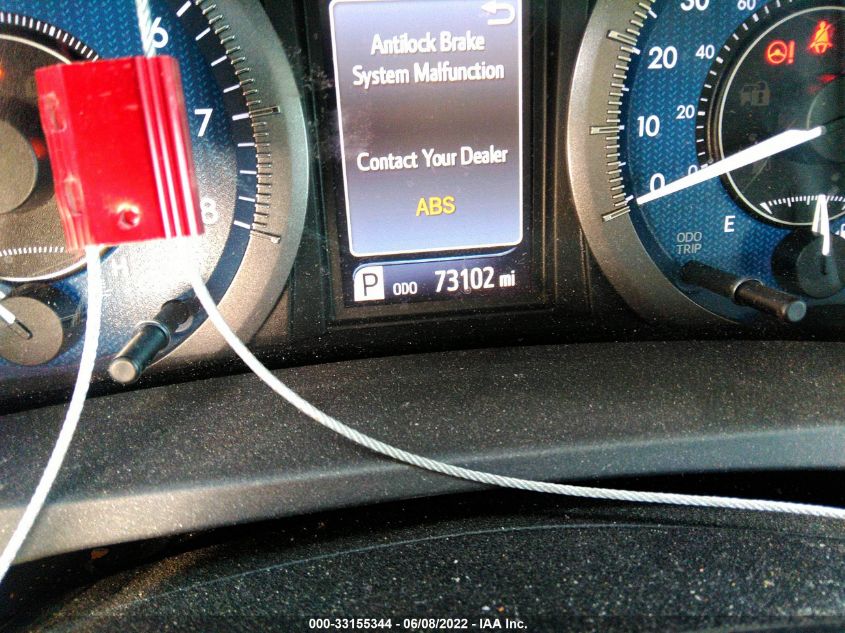 6
7
8
H
Antilock Brake
System Malfunction
Contact Your Dealer
ABS
P ODO 73102 mi
30
60
20
40
10
20
0
0
ODO
TRIP
E
000-33155344 - 06/08/2022 - IAA Inc.